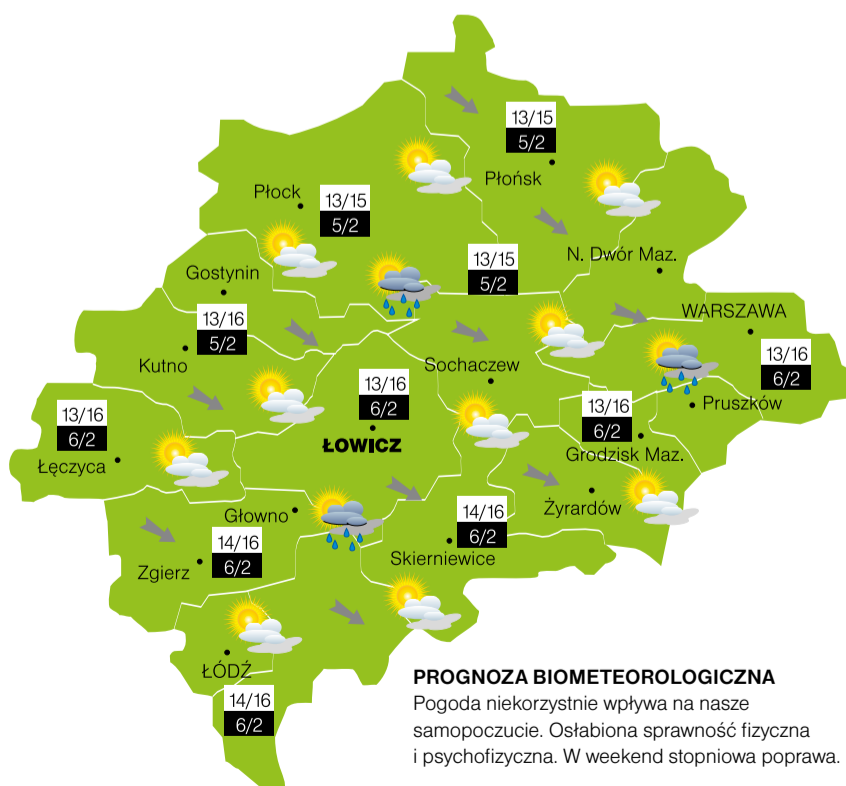 13/15
5/2
Płońsk
Płock
13/15
5/2
N. Dwór Maz.
13/15
5/2
Gostynin
13/16
5/2
Kutno
WARSZAWA
13/16
6/2
Sochaczew
13/16
6/2
ŁOWICZ
13/16
6/2
Pruszków
Grodzisk Maz.
13/16
6/2
Łęczyca
Żyrardów
Głowno
14/16
6/2
Skierniewice
14/16
6/2
Zgierz
ŁÓDŹ
14/16
6/2
PROGNOZA BIOMETEOROLOGICZNA
Pogoda niekorzystnie wpływa na nasze
samopoczucie. Osłabiona sprawność fizyczna
i psychofizyczna. W weekend stopniowa poprawa.